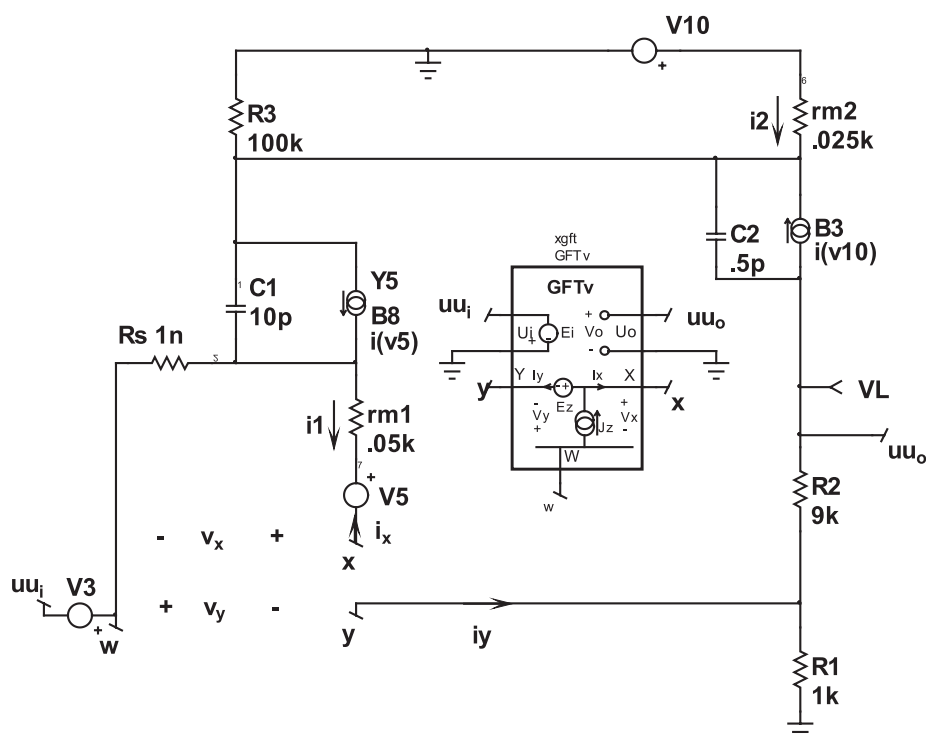 V10
+
6
R3
100k
i2
rm2
.025k
C2
.5p
B3
i(v10)
xgft
GFTv
GFTv
1
C1
10p
Y5
B8
i(v5)
Rs 1n
2
uui
+
Ui
+
-
Ei
Vo
Uo
-
uuo
y
Y
Iy
-
+
Ix
X
x
-
Vy
+
Ez
Jz
+
Vx
-
W
w
VL
uuo
i1
rm1
.05k
7
+
V5
R2
9k
-
vx
+
ix
x
uui
V3
+
w
+
vy
-
y
iy
R1
1k